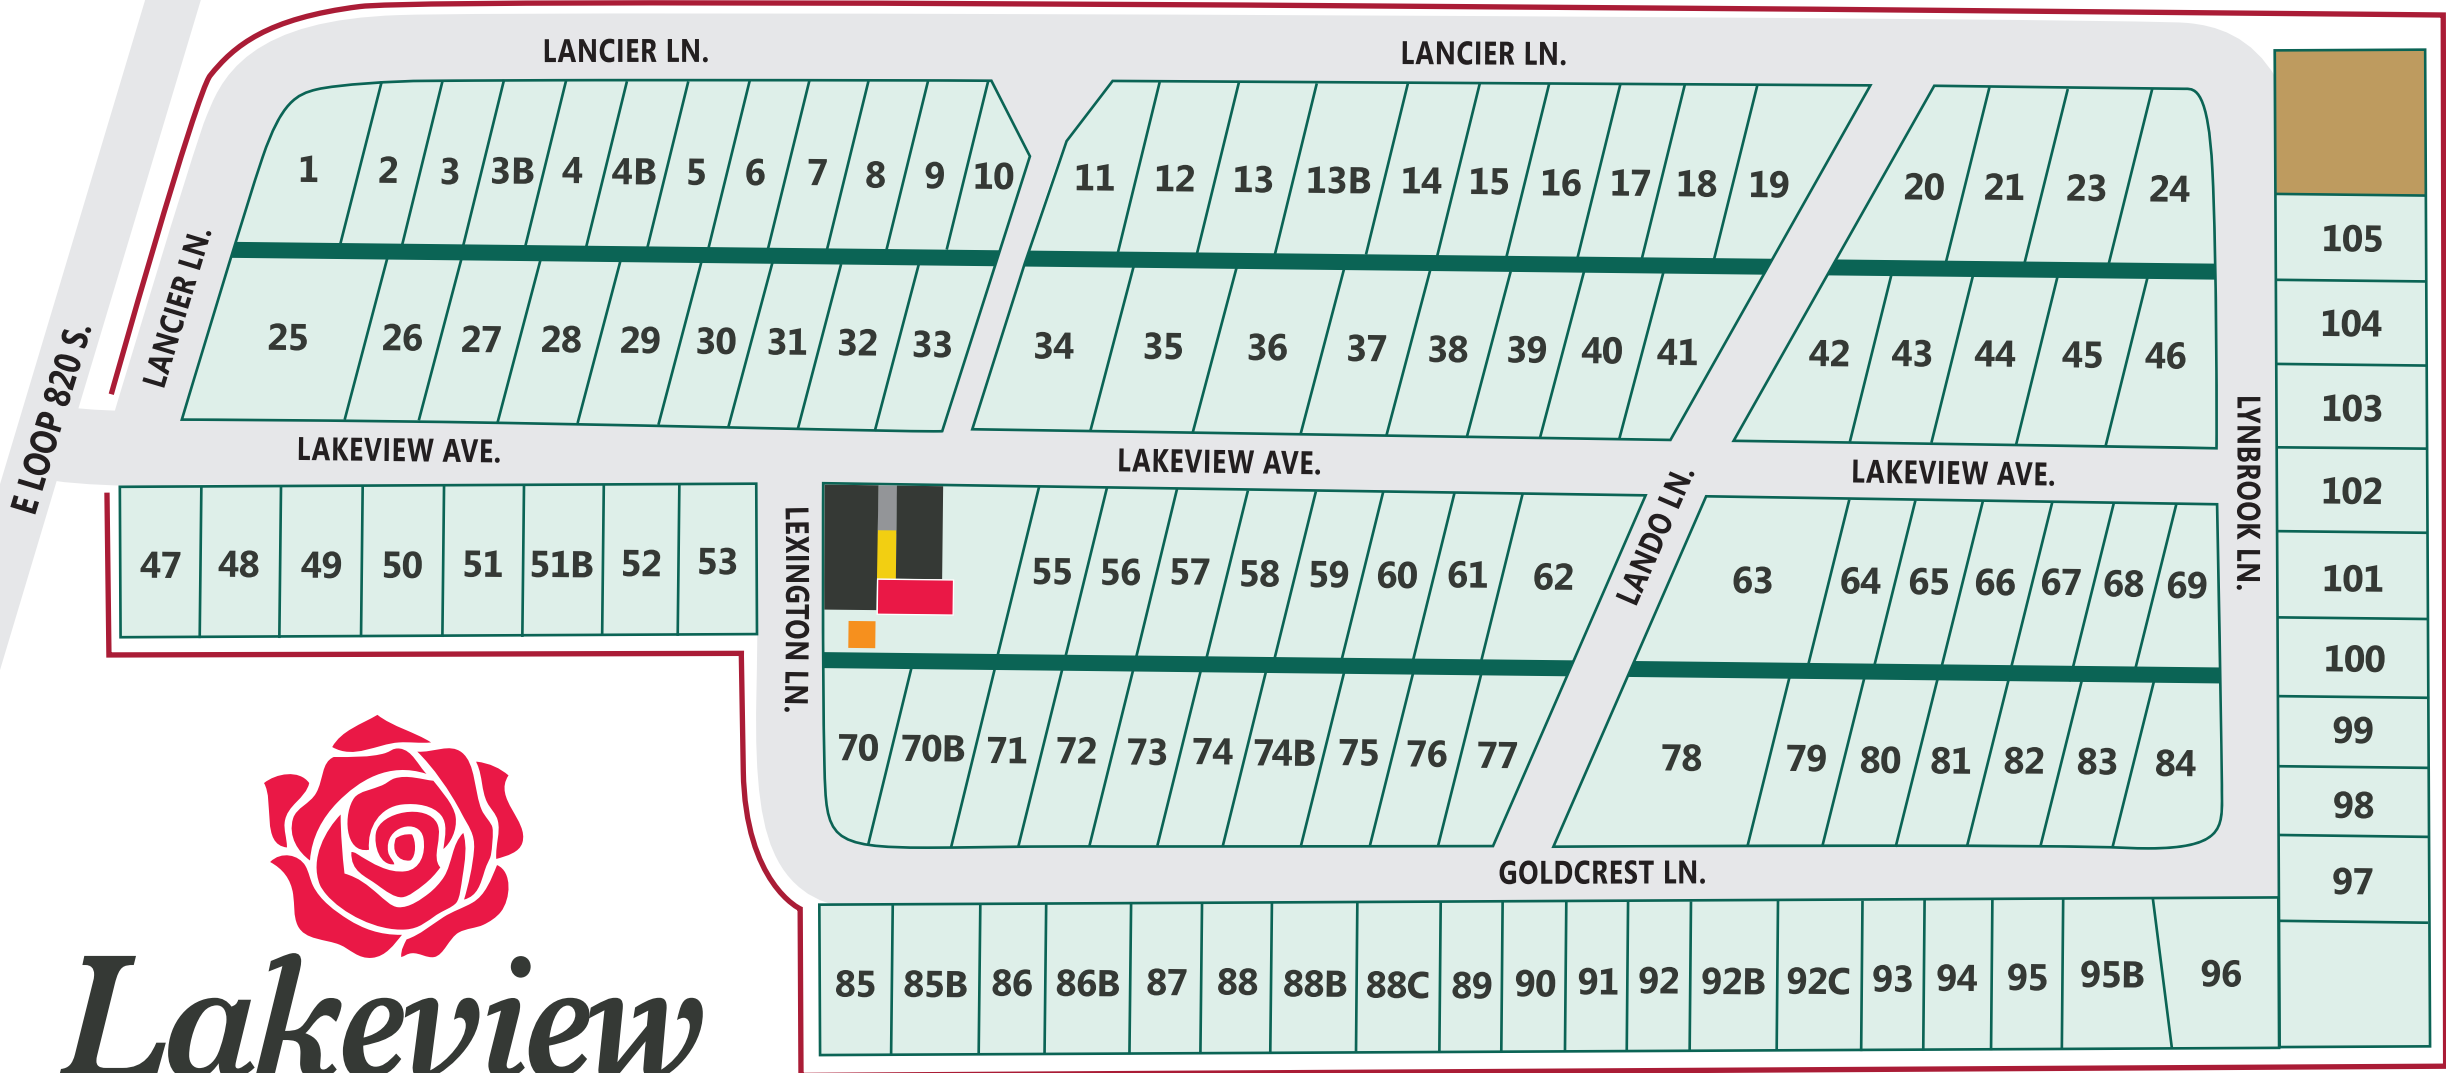 LANCIER LN.
LANCIER LN.
1 2 3 3B 4 4B 5 6 7 8 9 10 11 12 13 13B 14 15 16 17 18 19 20 21 23 24
LANCIER LN.
25 26 27 28 29 30 31 32 33 34 35 36 37 38 39 40 41 42 43 44 45 46
E LOOP 820 S.
LAKEVIEW AVE.
LAKEVIEW AVE.
LAKEVIEW AVE.
47 48 49 50 51 51B 52 53
LEXINGTON LN.
55 56 57 58 59 60 61 62
LANDO LN.
63 64 65 66 67 68 69
LYNBROOK LN.
70 70B 71 72 73 74 74B 75 76 77 78 79 80 81 82 83 84
GOLDCREST LN.
85 85B 86 86B 87 88 88B 88C 89 90 91 92 92B 92C 93 94 95 95B 96
105
104
103
102
101
100
99
98
97
Lakeview